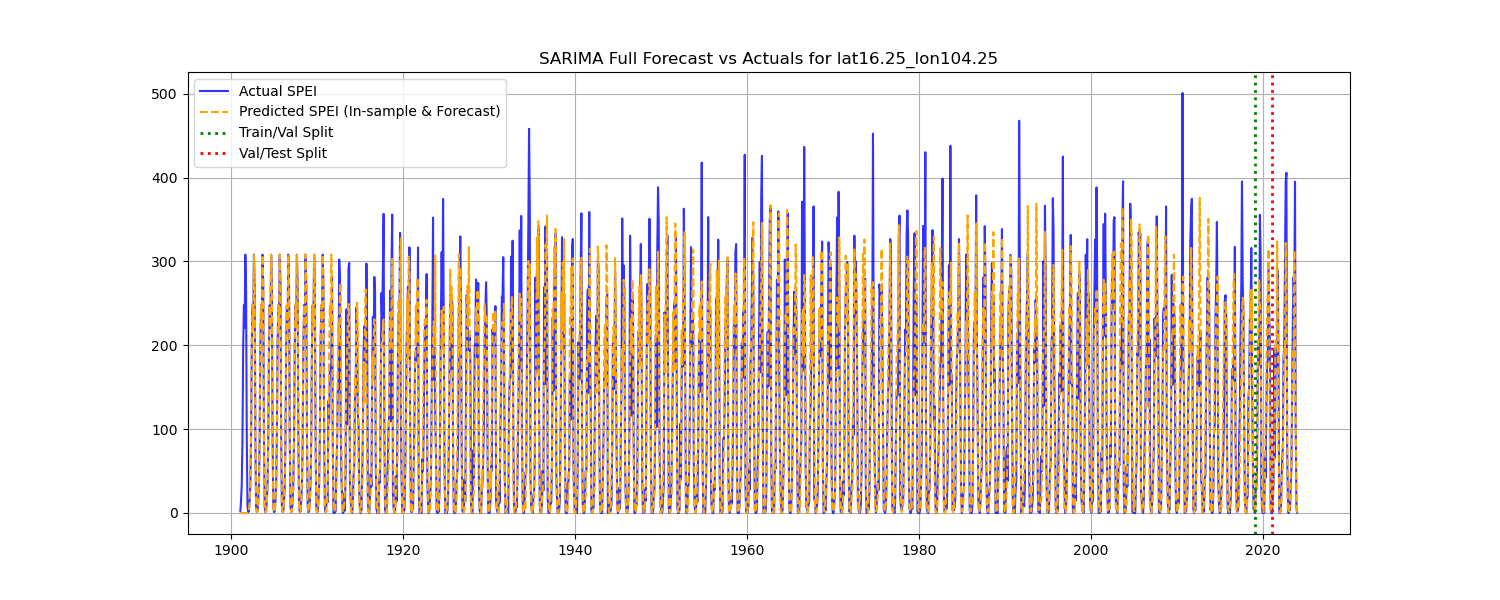 SARIMA Full Forecast vs Actuals for lat16.25_lon104.25
Actual SPEI
Predicted SPEI (In-sample & Forecast)
Train/Val Split
Val/Test Split
500
400
300
200
100
0
1900 1920 1940 1960 1980 2000 2020